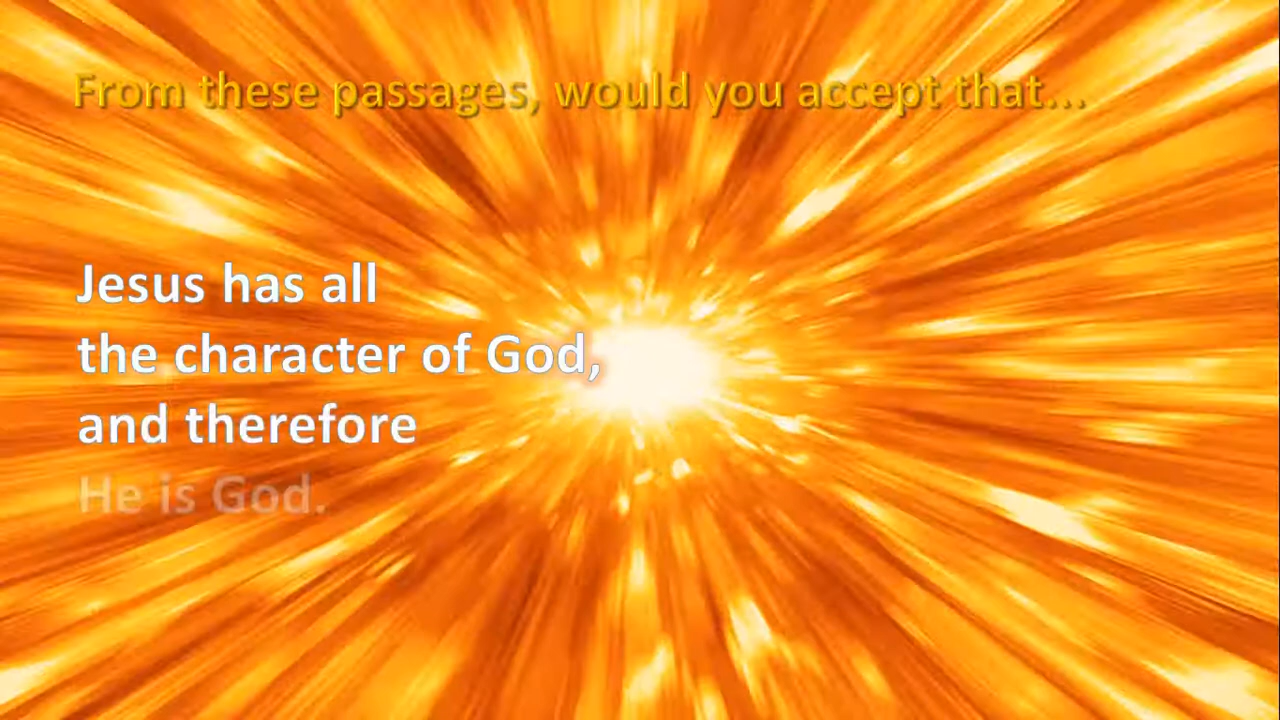 From these passages, would you accept that...
Jesus has all
the character of God,
and therefore
He is God.